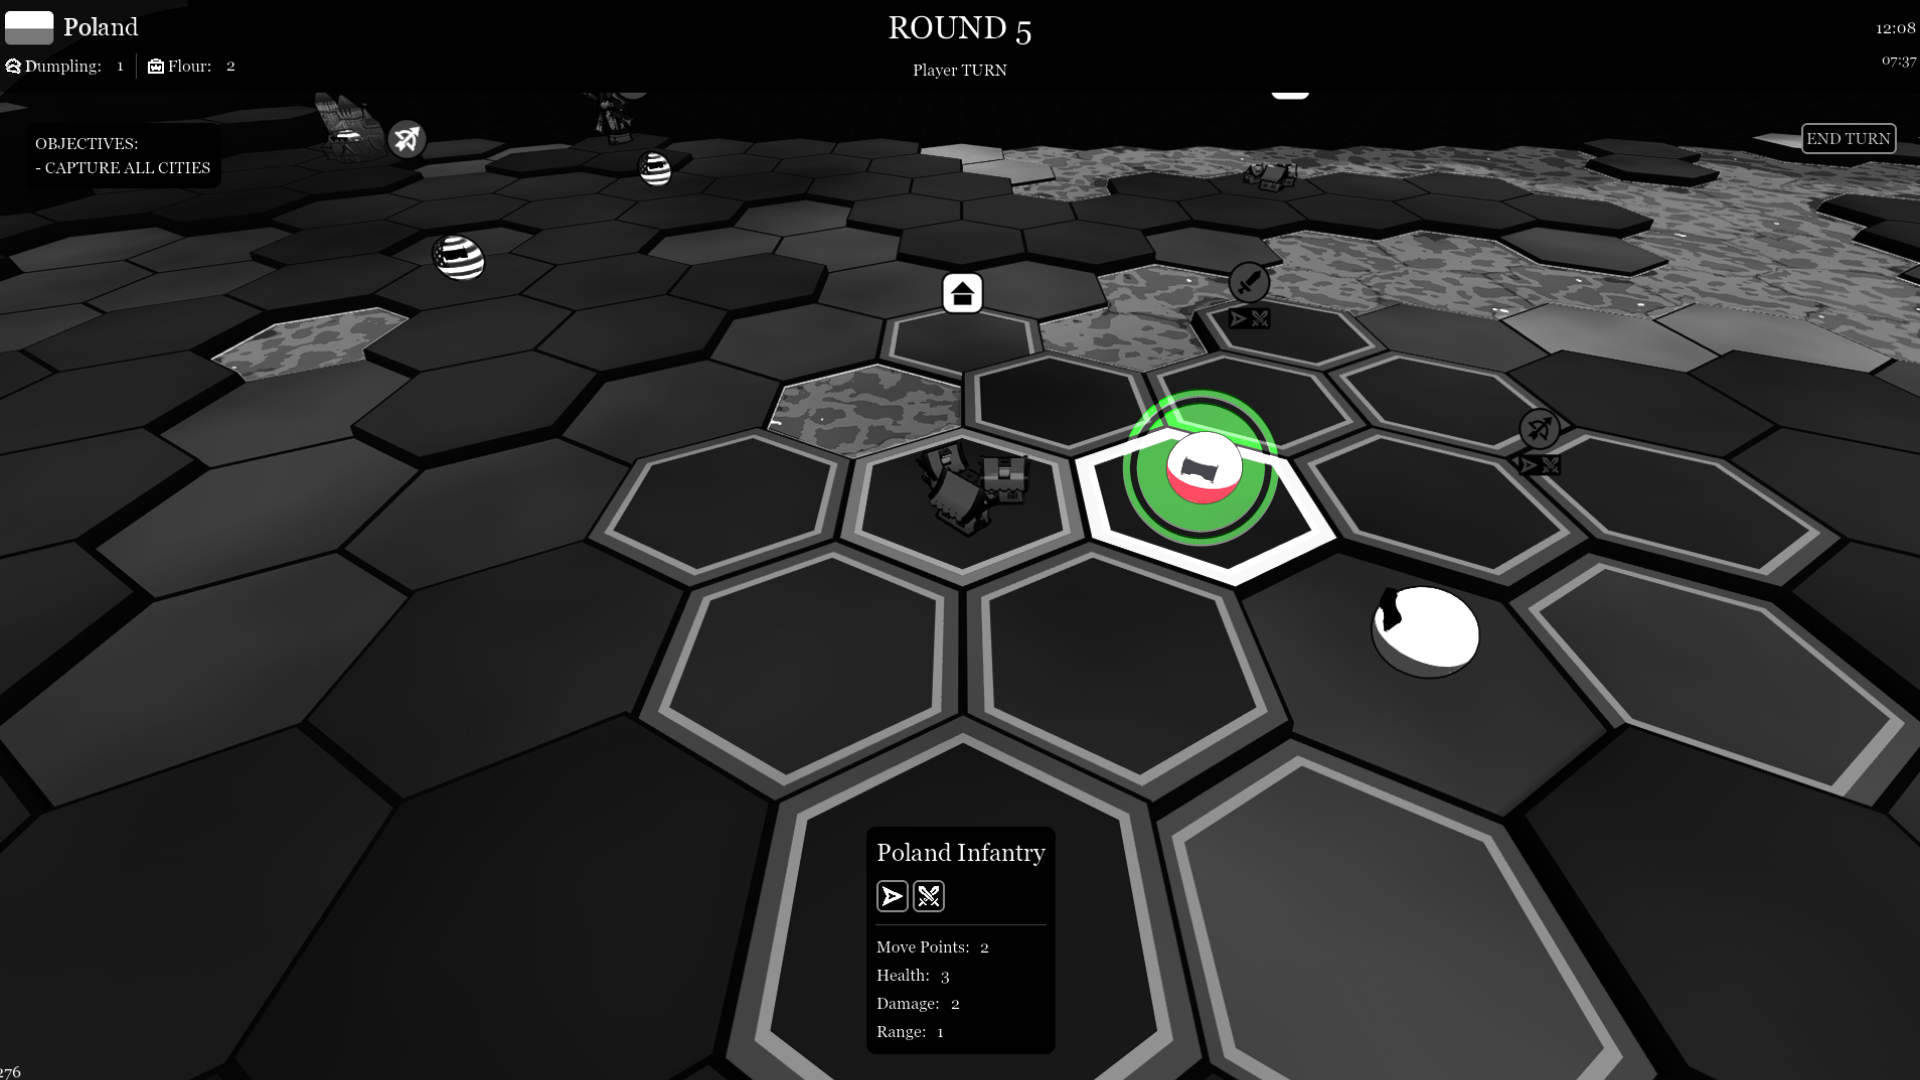 Poland
ROUND 5
12:08
Dumpling: 1
Flour: 2
Player TURN
07:37
OBJECTIVES:
- CAPTURE ALL CITIES
END TURN
Poland Infantry
Move Points: 2
Health: 3
Damage: 2
Range: 1
276